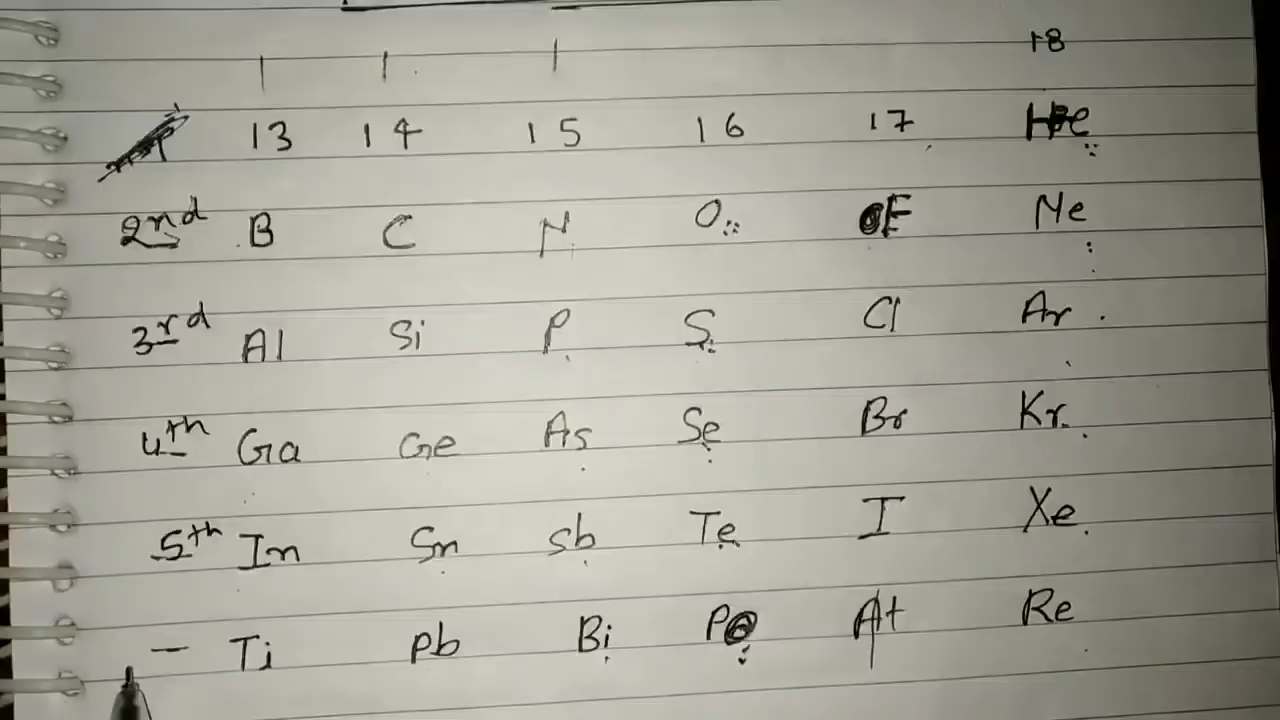 18
13 14 15 16 17 He
2nd B C N O F Ne
3rd Al Si P S Cl Ar
4th Ga Ge As Se Br Kr
5th In Sn Sb Te I Xe
— Ti Pb Bi Po At Re